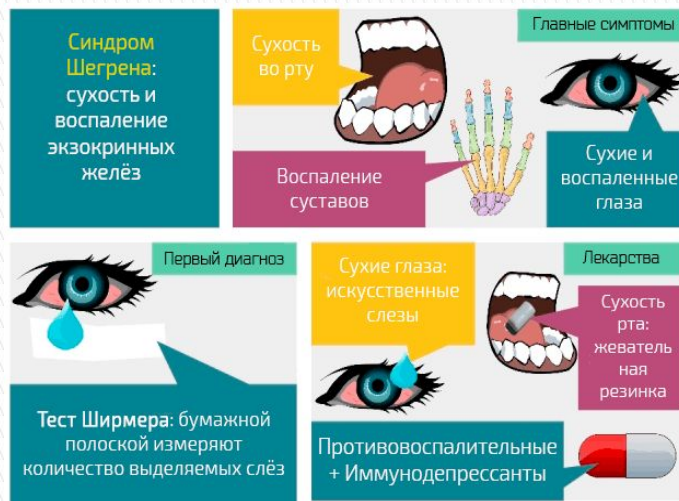 Синдром
Шегрена:
сухость и
воспаление
экзокринных
желёз
Сухость
во рту
Главные симптомы
Воспаление
суставов
Сухие и
воспаленные
глаза
Первый диагноз
Тест Ширмера: бумажной
полоской измеряют
количество выделяемых слёз
Сухие глаза:
искусственные
слезы
Лекарства
Сухость
рта:
жеватель
ная
резинка
Противовоспалительные
+ Иммунодепрессанты